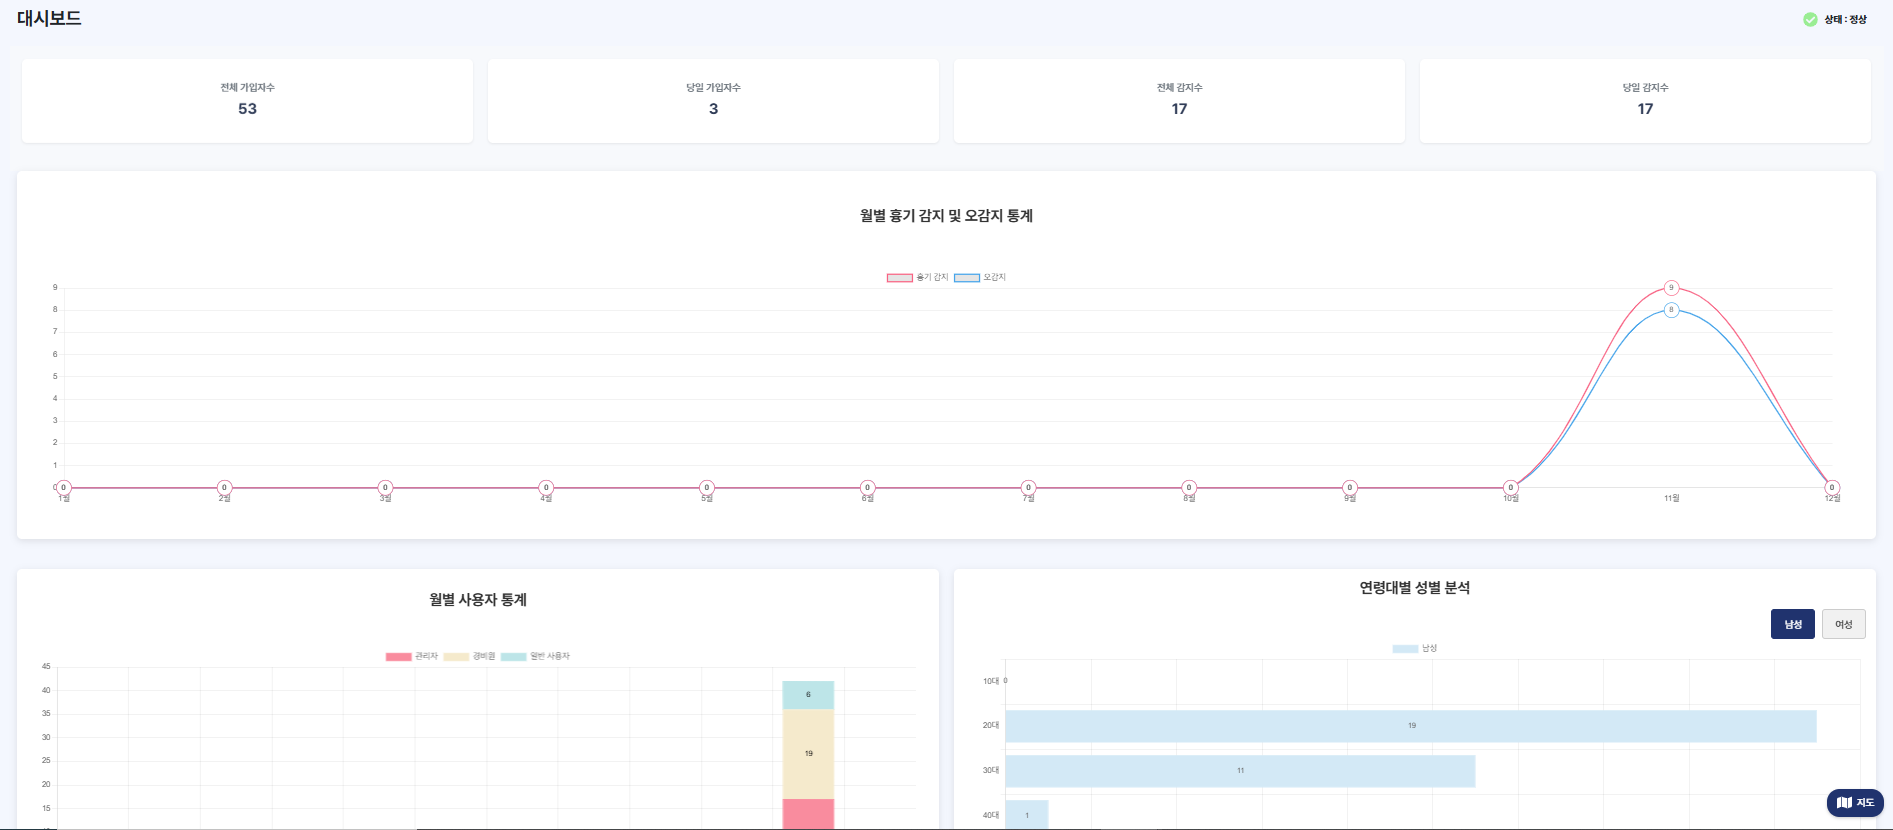 대시보드
상태 : 정상
전체 가입자수
53
당일 가입자수
3
전체 감지수
17
당일 감지수
17
월별 흉기 감지 및 오감지 통계
흉기 감지 오감지
9
8
7
6
5
4
3
2
1
0
9
8
0 0 0 0 0 0 0 0 0 0 0
1월 2월 3월 4월 5월 6월 7월 8월 9월 10월 11월 12월
월별 사용자 통계
관리자 경비원 일반 사용자
45
40
35
30
25
20
15
6
19
연령대별 성별 분석
남성 여성
남성
10대 0
20대 19
30대 11
40대 1
지도